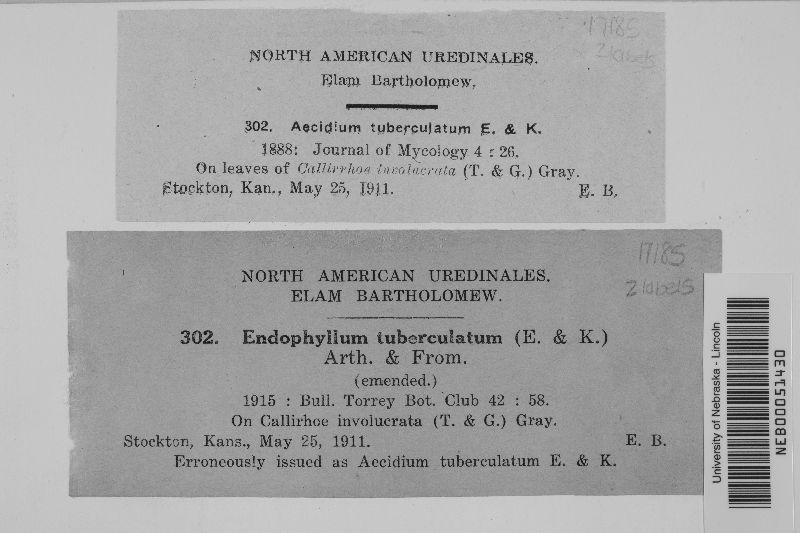 17185
2 labels
NORTH AMERICAN UREDINALES.
Elam Bartholomew.
302. Aecidium tuberculatum E. & K.
1888: Journal of Mycology 4 : 26.
On leaves of Callirrhoe involucrata (T. & G.) Gray.
Stockton, Kan., May 25, 1911. E. B.
17185
2 labels
NORTH AMERICAN UREDINALES.
ELAM BARTHOLOMEW.
302. Endophyllum tuberculatum (E. & K.)
Arth. & From.
(emended.)
1915 : Bull. Torrey Bot. Club 42 : 58.
On Callirhoe involucrata (T. & G.) Gray.
Stockton, Kans., May 25, 1911. E. B.
Erroneously issued as Aecidium tuberculatum E. & K.
University of Nebraska - Lincoln
NEB0051430